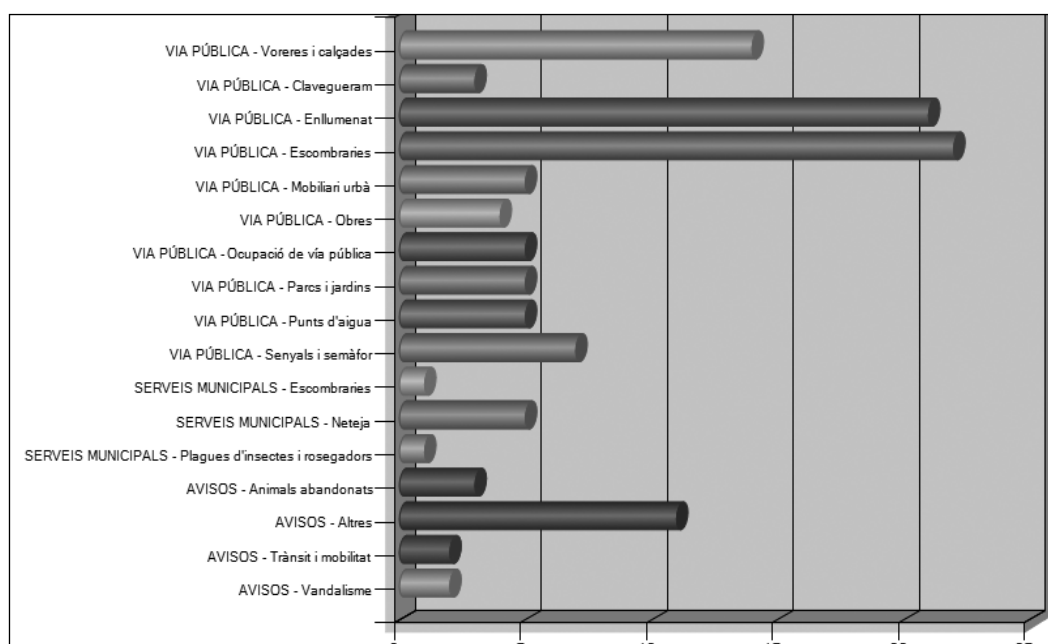 VIA PÚBLICA - Voreres i calçades
VIA PÚBLICA - Clavegueram
VIA PÚBLICA - Enllumenat
VIA PÚBLICA - Escombraries
VIA PÚBLICA - Mobiliari urbà
VIA PÚBLICA - Obres
VIA PÚBLICA - Ocupació de vía pública
VIA PÚBLICA - Parcs i jardins
VIA PÚBLICA - Punts d'aigua
VIA PÚBLICA - Senyals i semàfor
SERVEIS MUNICIPALS - Escombraries
SERVEIS MUNICIPALS - Neteja
SERVEIS MUNICIPALS - Plagues d'insectes i rosegadors
AVISOS - Animals abandonats
AVISOS - Altres
AVISOS - Trànsit i mobilitat
AVISOS - Vandalisme